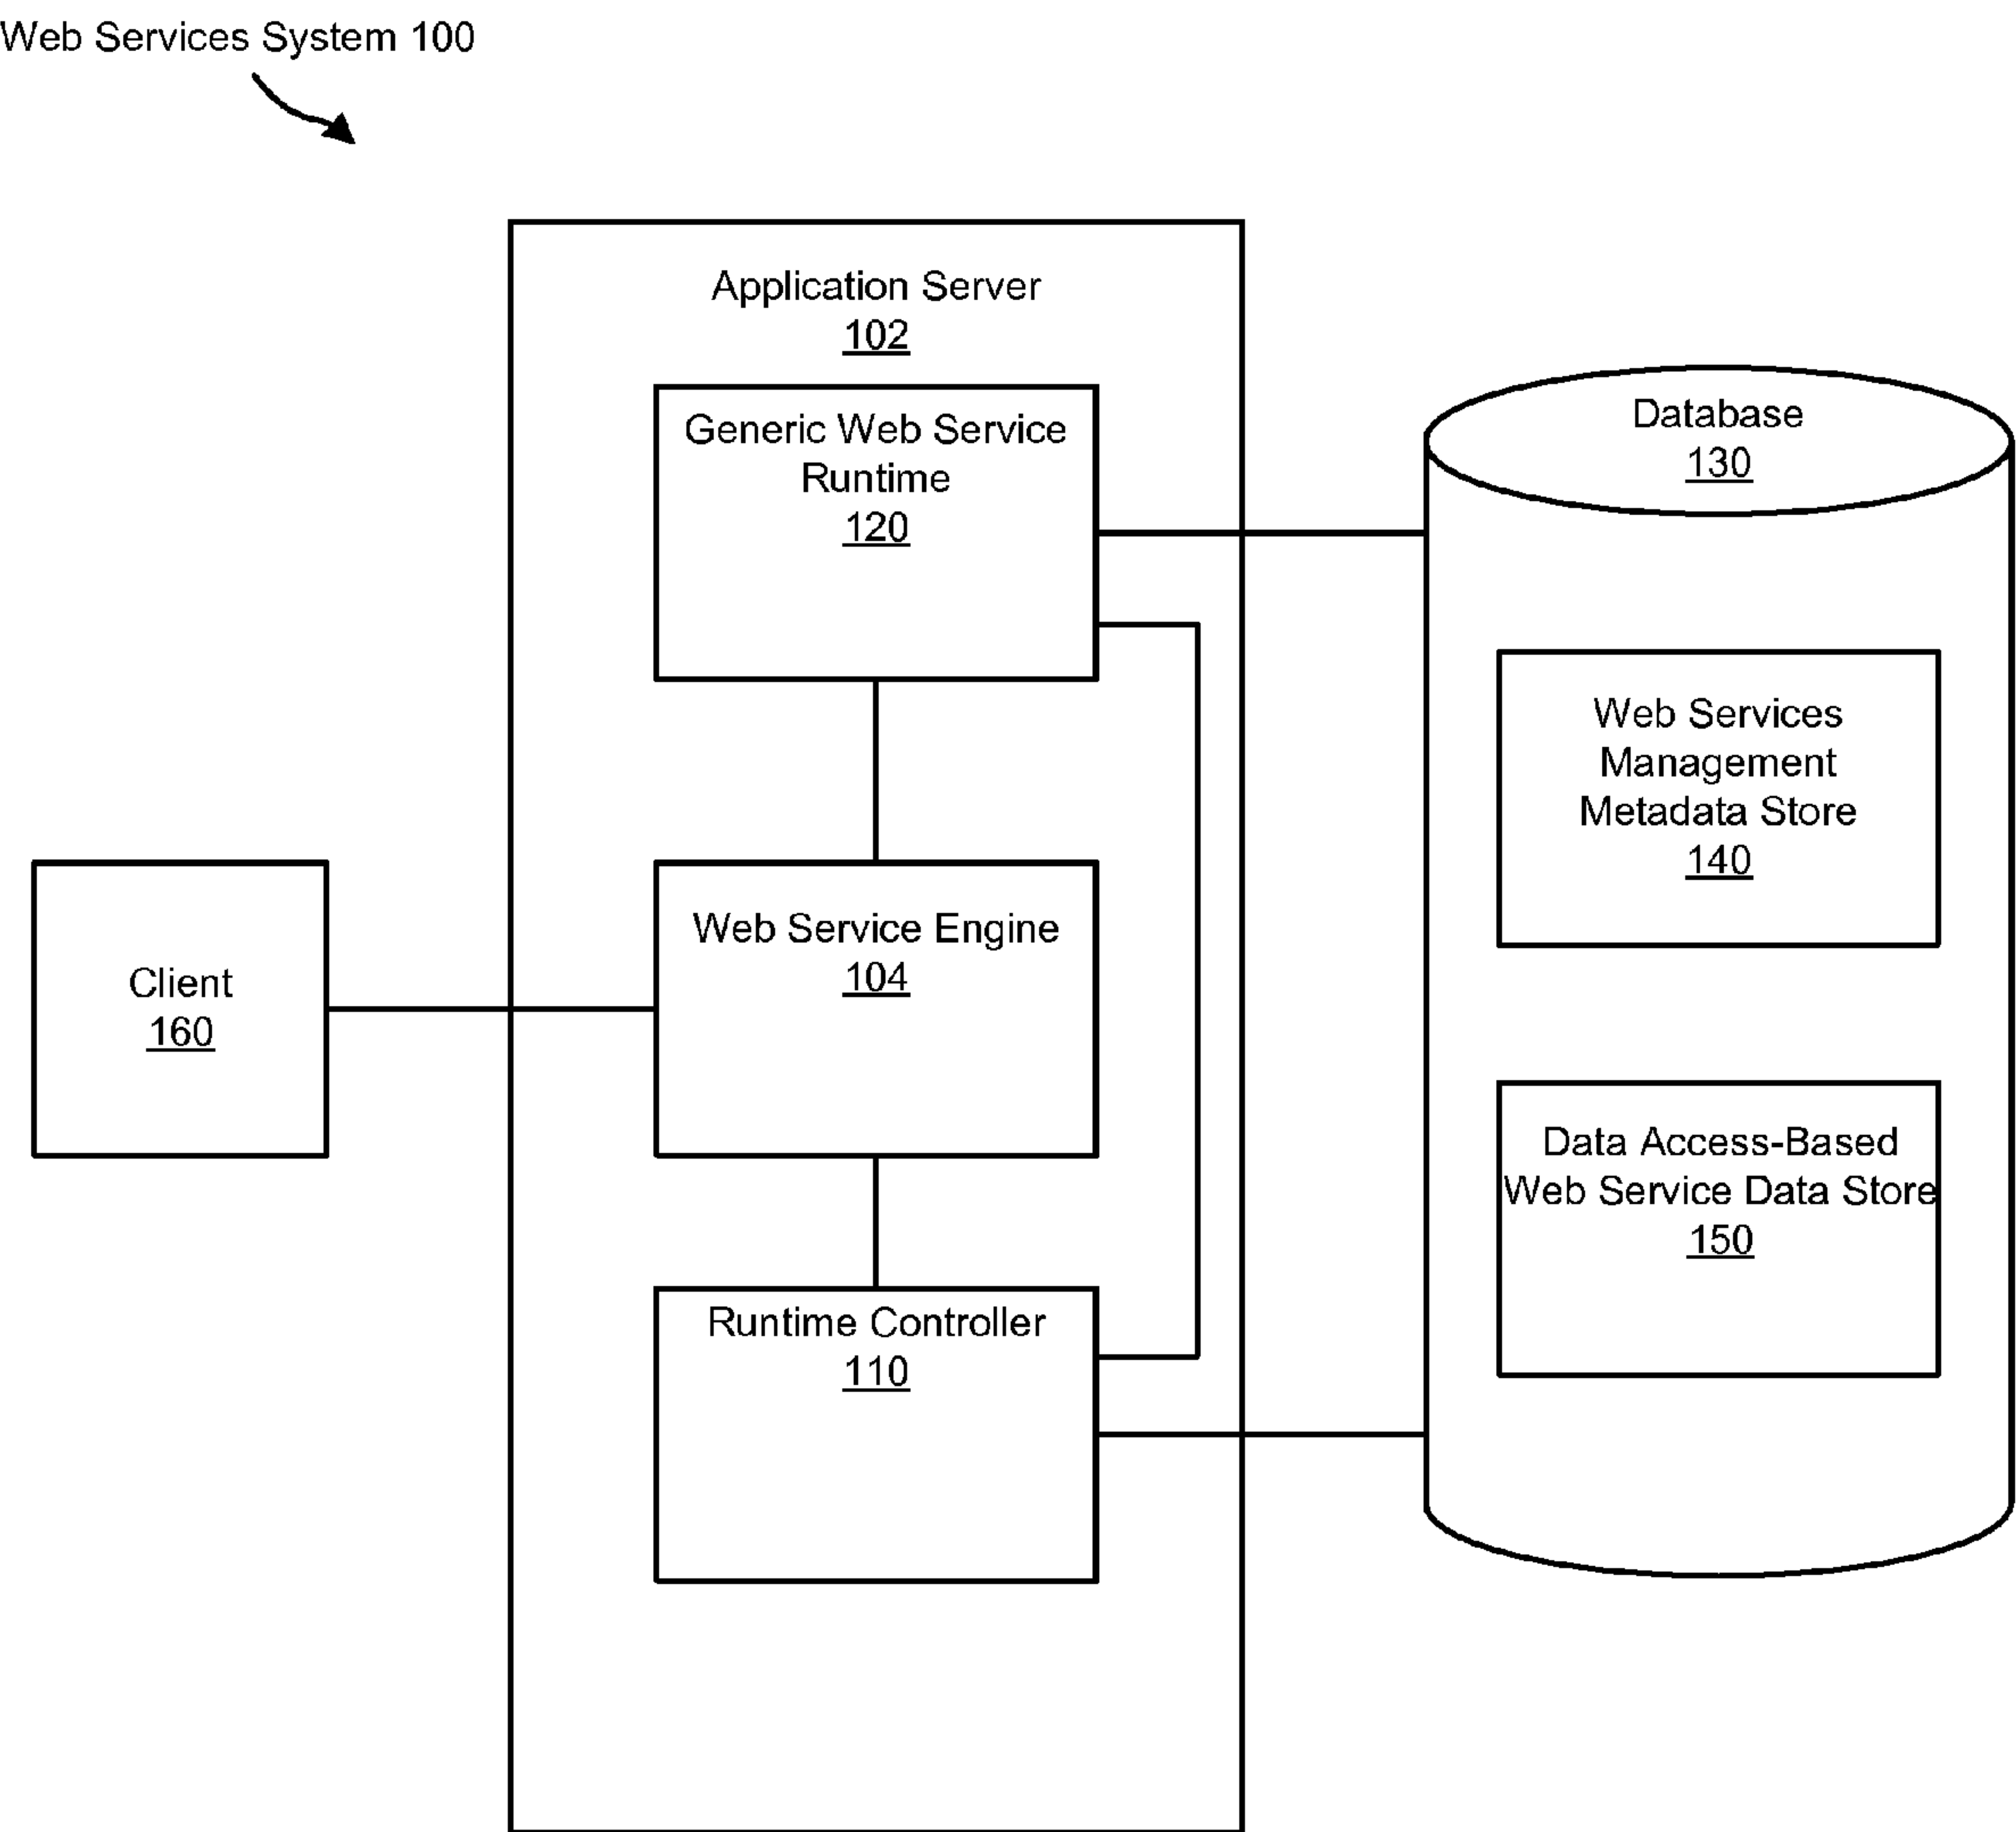 Web Services System 100
Application Server
102
Generic Web Service
Runtime
120
Database
130
Web Services
Management
Metadata Store
140
Client
160
Web Service Engine
104
Data Access-Based
Web Service Data Store
150
Runtime Controller
110